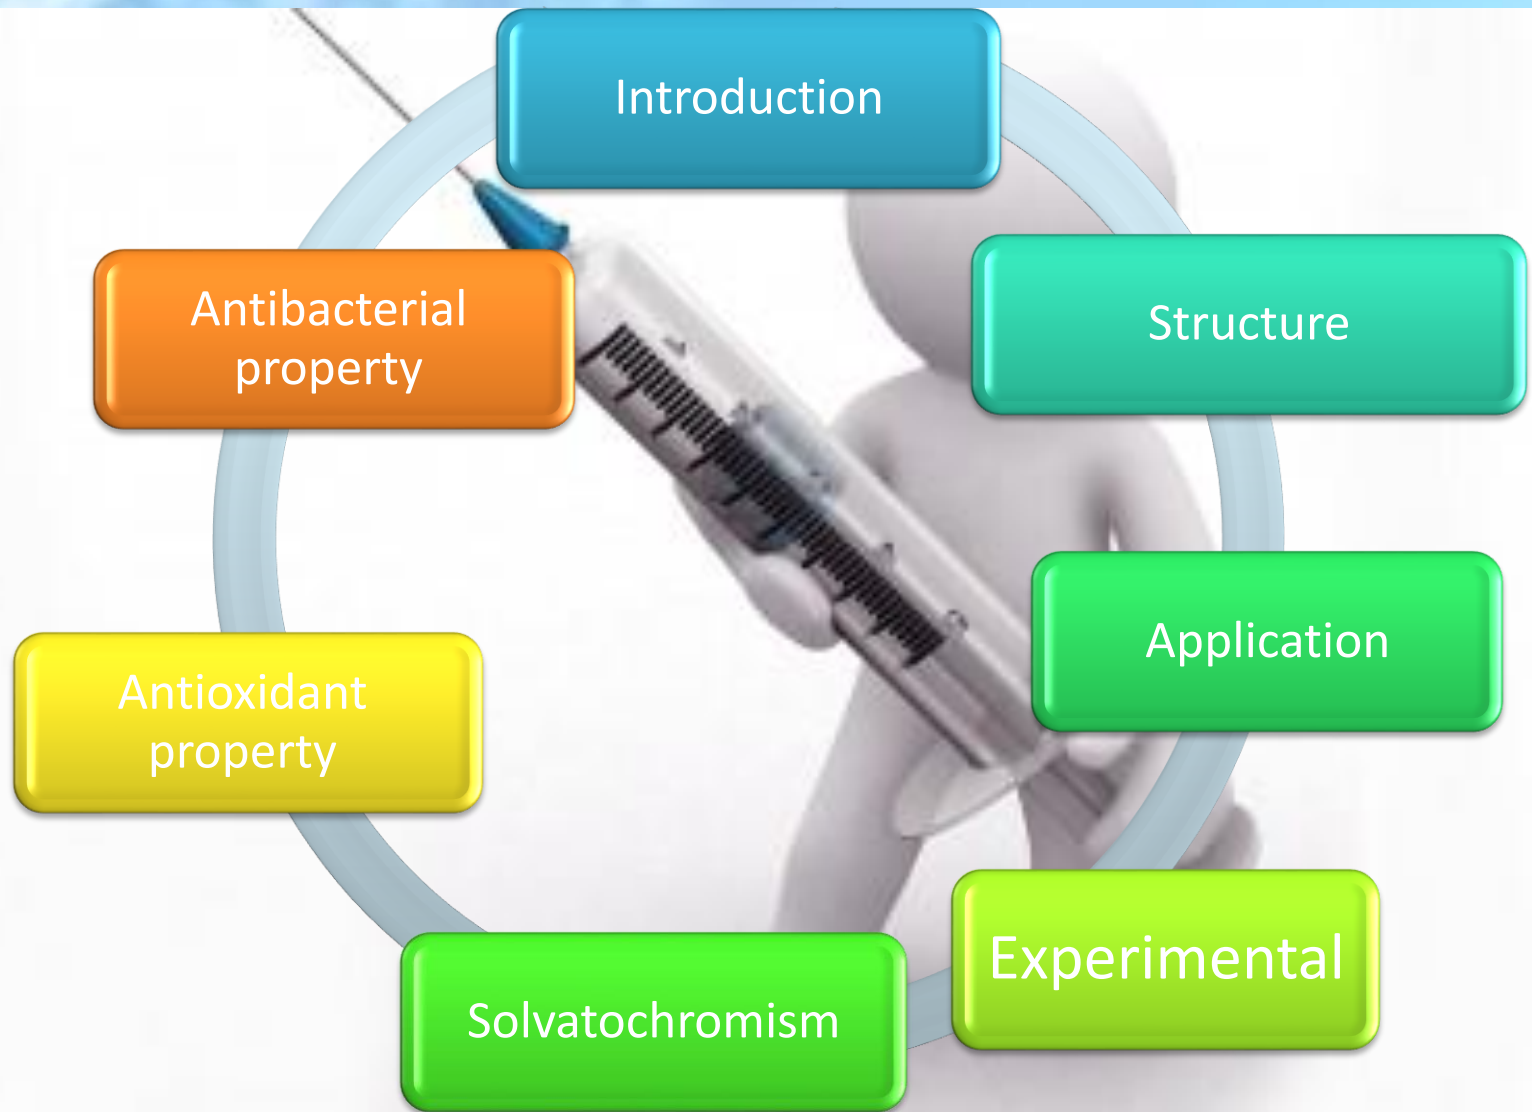 Introduction
Structure
Application
Experimental
Solvatochromism
Antioxidant
property
Antibacterial
property